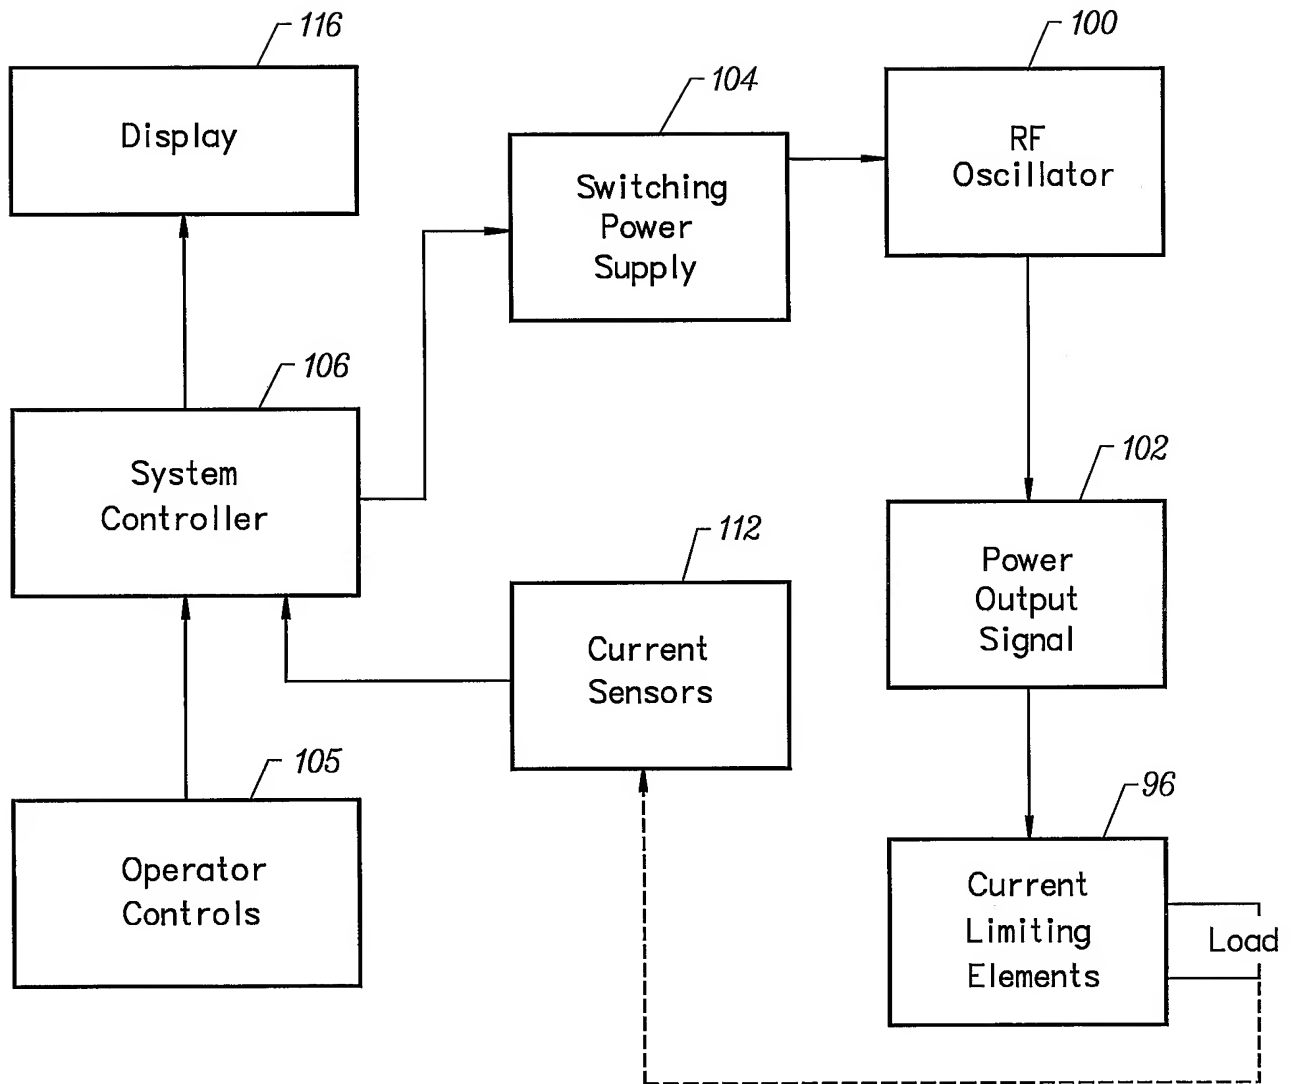 116
Display
104
Switching
Power
Supply
100
RF
Oscillator
106
System
Controller
112
Current
Sensors
102
Power
Output
Signal
105
Operator
Controls
96
Current
Limiting
Elements
Load